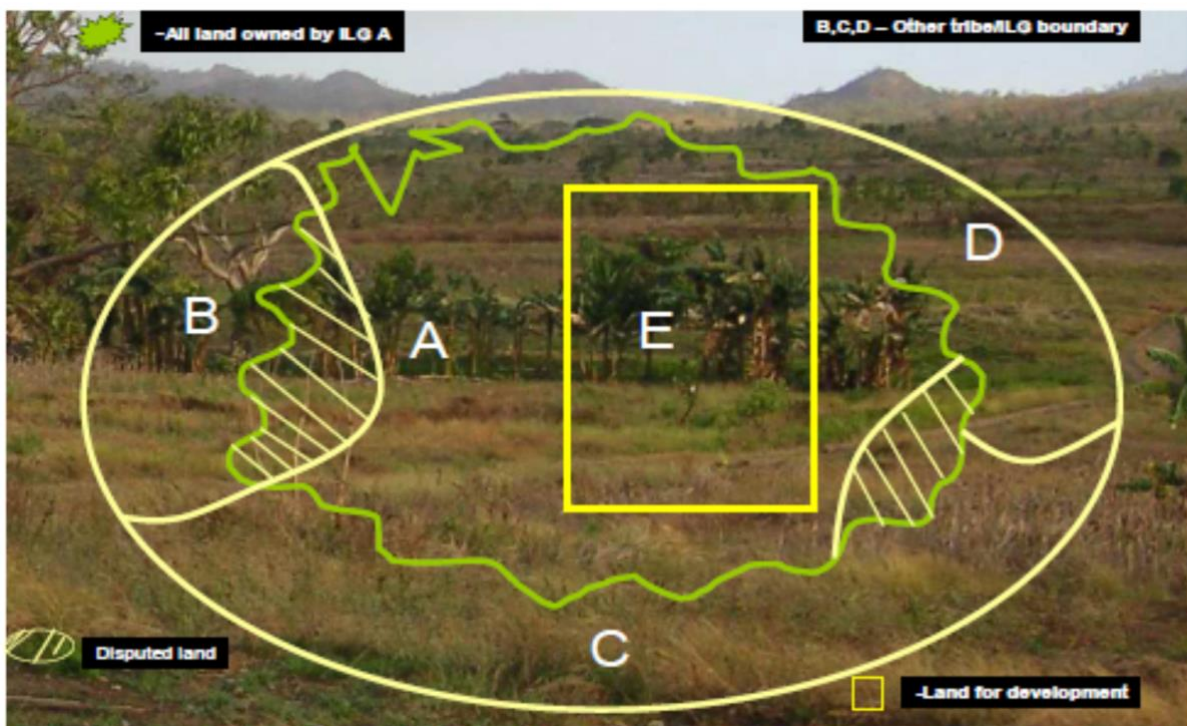 -All land owned by ILG A
B,C,D – Other tribe/ILG boundary
D
B
A
E
C
Disputed land
-Land for development